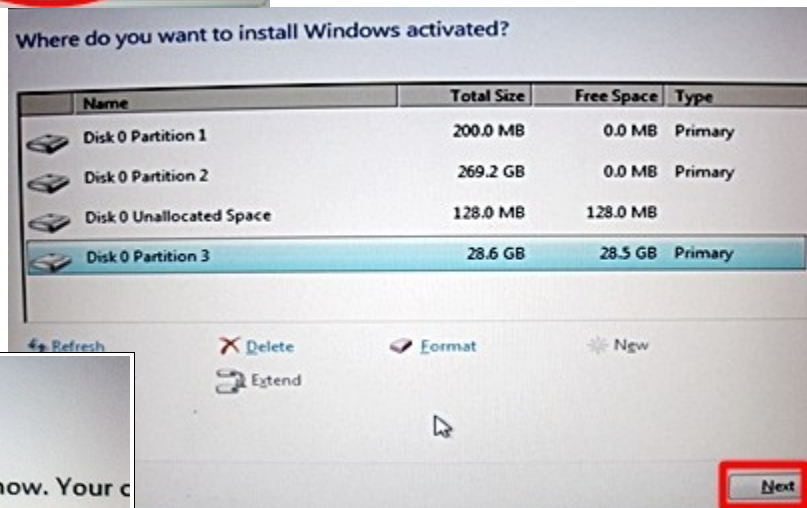 Where do you want to install Windows activated?
Name Total Size Free Space Type
Disk 0 Partition 1 200.0 MB 0.0 MB Primary
Disk 0 Partition 2 269.2 GB 0.0 MB Primary
Disk 0 Unallocated Space 128.0 MB 128.0 MB
Disk 0 Partition 3 28.6 GB 28.5 GB Primary
Refresh Delete Format New
Extend
now. Your
Next